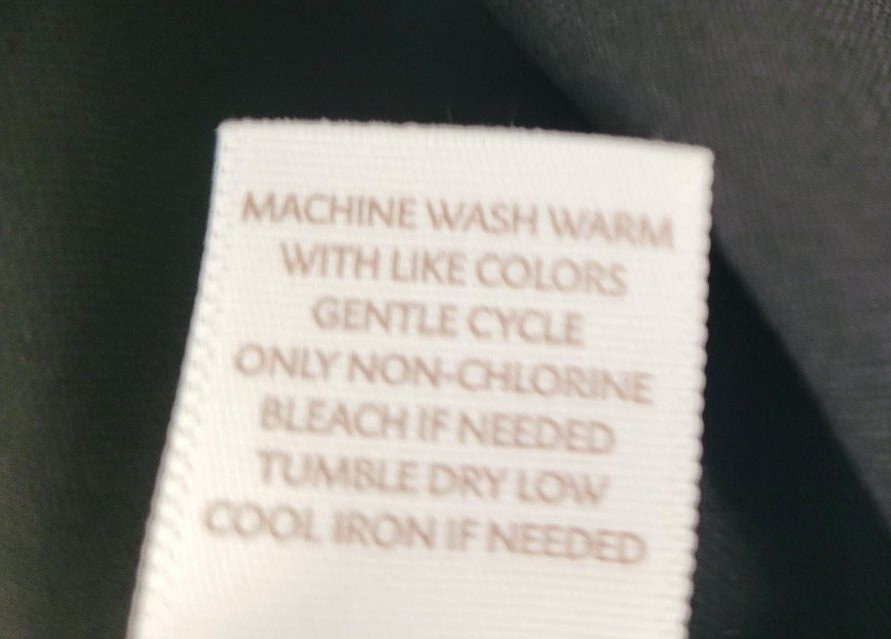 MACHINE WASH WARM
WITH LIKE COLORS
GENTLE CYCLE
ONLY NON-CHLORINE
BLEACH IF NEEDED
TUMBLE DRY LOW
COOL IRON IF NEEDED